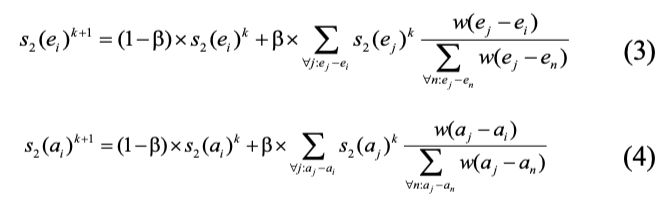 s₂(eᵢ)ᵏ⁺¹ = (1−β)×s₂(eᵢ)ᵏ + β× ∑_{∀j:eⱼ−eᵢ} s₂(eⱼ)ᵏ w(eⱼ−eᵢ) / ∑_{∀n:eⱼ−eₙ} w(eⱼ−eₙ) (3)
s₂(aᵢ)ᵏ⁺¹ = (1−β)×s₂(aᵢ)ᵏ + β× ∑_{∀j:aⱼ−aᵢ} s₂(aⱼ)ᵏ w(aⱼ−aᵢ) / ∑_{∀n:aⱼ−aₙ} w(aⱼ−aₙ) (4)